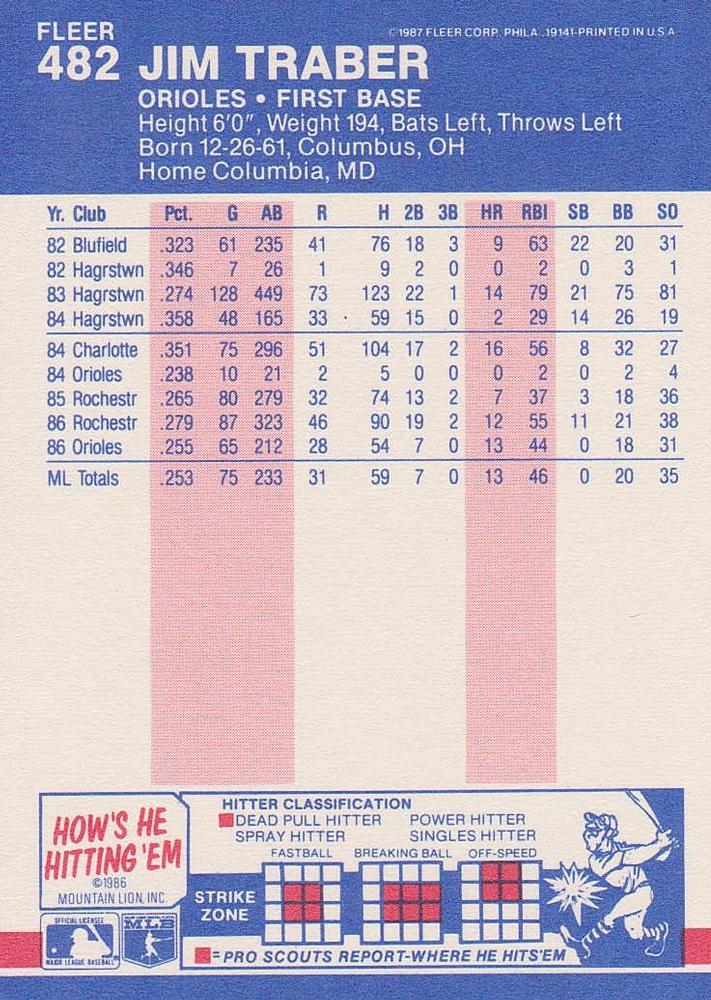 FLEER
©1987 FLEER CORP. PHILA. 19141-PRINTED IN U.S.A
482 JIM TRABER
ORIOLES • FIRST BASE
Height 6'0", Weight 194, Bats Left, Throws Left
Born 12-26-61, Columbus, OH
Home Columbia, MD
Yr. Club Pct. G AB R H 2B 3B HR RBI SB BB SO
82 Blufield .323 61 235 41 76 18 3 9 63 22 20 31
82 Hagrstwn .346 7 26 1 9 2 0 0 2 0 3 1
83 Hagrstwn .274 128 449 73 123 22 1 14 79 21 75 81
84 Hagrstwn .358 48 165 33 59 15 0 2 29 14 26 19
84 Charlotte .351 75 296 51 104 17 2 16 56 8 32 27
84 Orioles .238 10 21 2 5 0 0 0 2 0 2 4
85 Rochestr .265 80 279 32 74 13 2 7 37 3 18 36
86 Rochestr .279 87 323 46 90 19 2 12 55 11 21 38
86 Orioles .255 65 212 28 54 7 0 13 44 0 18 31
ML Totals .253 75 233 31 59 7 0 13 46 0 20 35
HOW'S HE
HITTING 'EM
©1986
MOUNTAIN LION, INC.
HITTER CLASSIFICATION
DEAD PULL HITTER POWER HITTER
SPRAY HITTER SINGLES HITTER
FASTBALL BREAKING BALL OFF-SPEED
STRIKE
ZONE
OFFICIAL LICENSEE
MAJOR LEAGUE BASEBALL
MLB
=PRO SCOUTS REPORT-WHERE HE HITS'EM